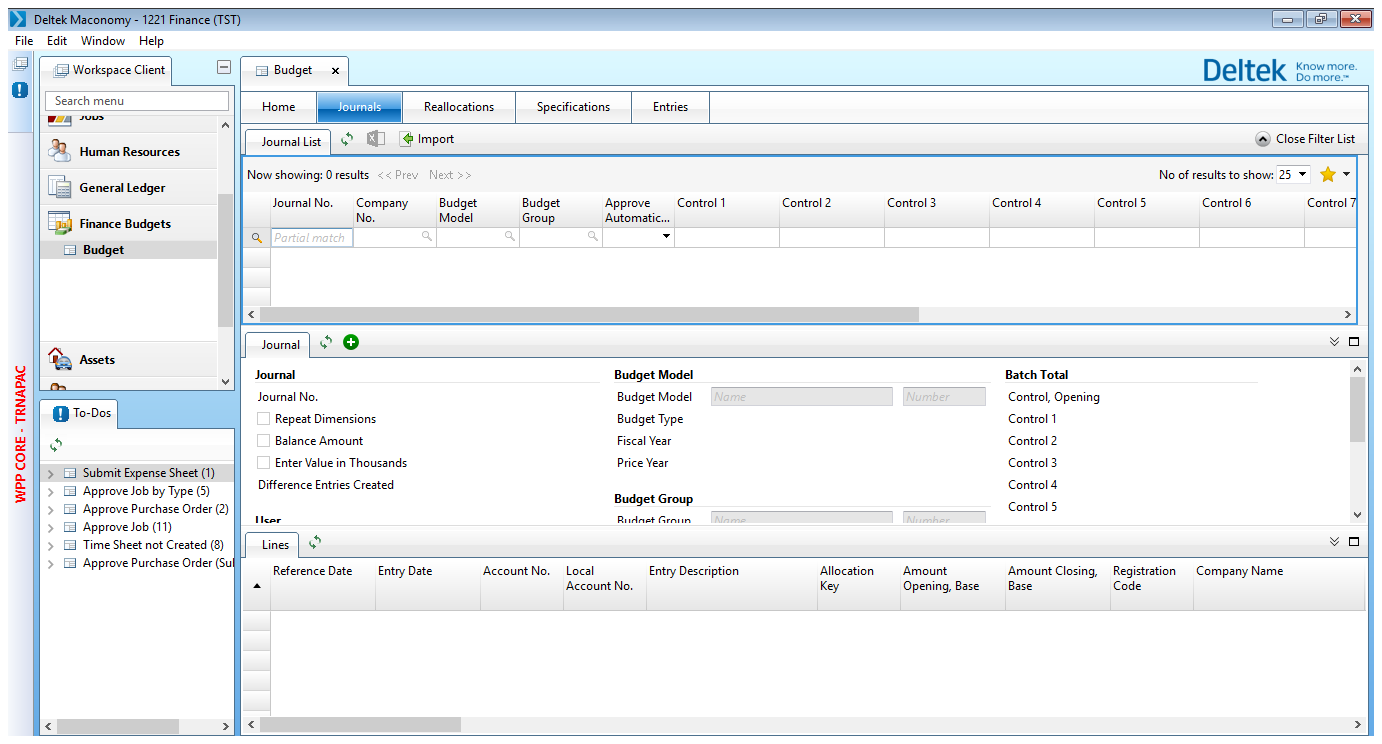 Deltek Maconomy - 1221 Finance (TST)
File Edit Window Help
WPP CORE - TRNAPAC
Workspace Client
Search menu
Jobs
Human Resources
General Ledger
Finance Budgets
Budget
Assets
To-Dos
Submit Expense Sheet (1)
Approve Job by Type (5)
Approve Purchase Order (2)
Approve Job (11)
Time Sheet not Created (8)
Approve Purchase Order (Sul
Budget x
Deltek Know more.
Do more.™
Home Journals Reallocations Specifications Entries
Journal List Import Close Filter List
Now showing: 0 results << Prev Next >> No of results to show: 25
Journal No. Company Budget Budget Approve Control 1 Control 2 Control 3 Control 4 Control 5 Control 6 Control 7
No. Model Group Automatic...
Partial match
Journal
Journal Budget Model Batch Total
Journal No. Budget Model Name Number Control, Opening
Repeat Dimensions Budget Type Control 1
Balance Amount Fiscal Year Control 2
Enter Value in Thousands Price Year Control 3
Difference Entries Created Control 4
Budget Group Control 5
User Budget Group Name Number
Lines
Reference Date Entry Date Account No. Local Entry Description Allocation Amount Amount Closing, Registration Company Name
Account No. Key Opening, Base Base Code